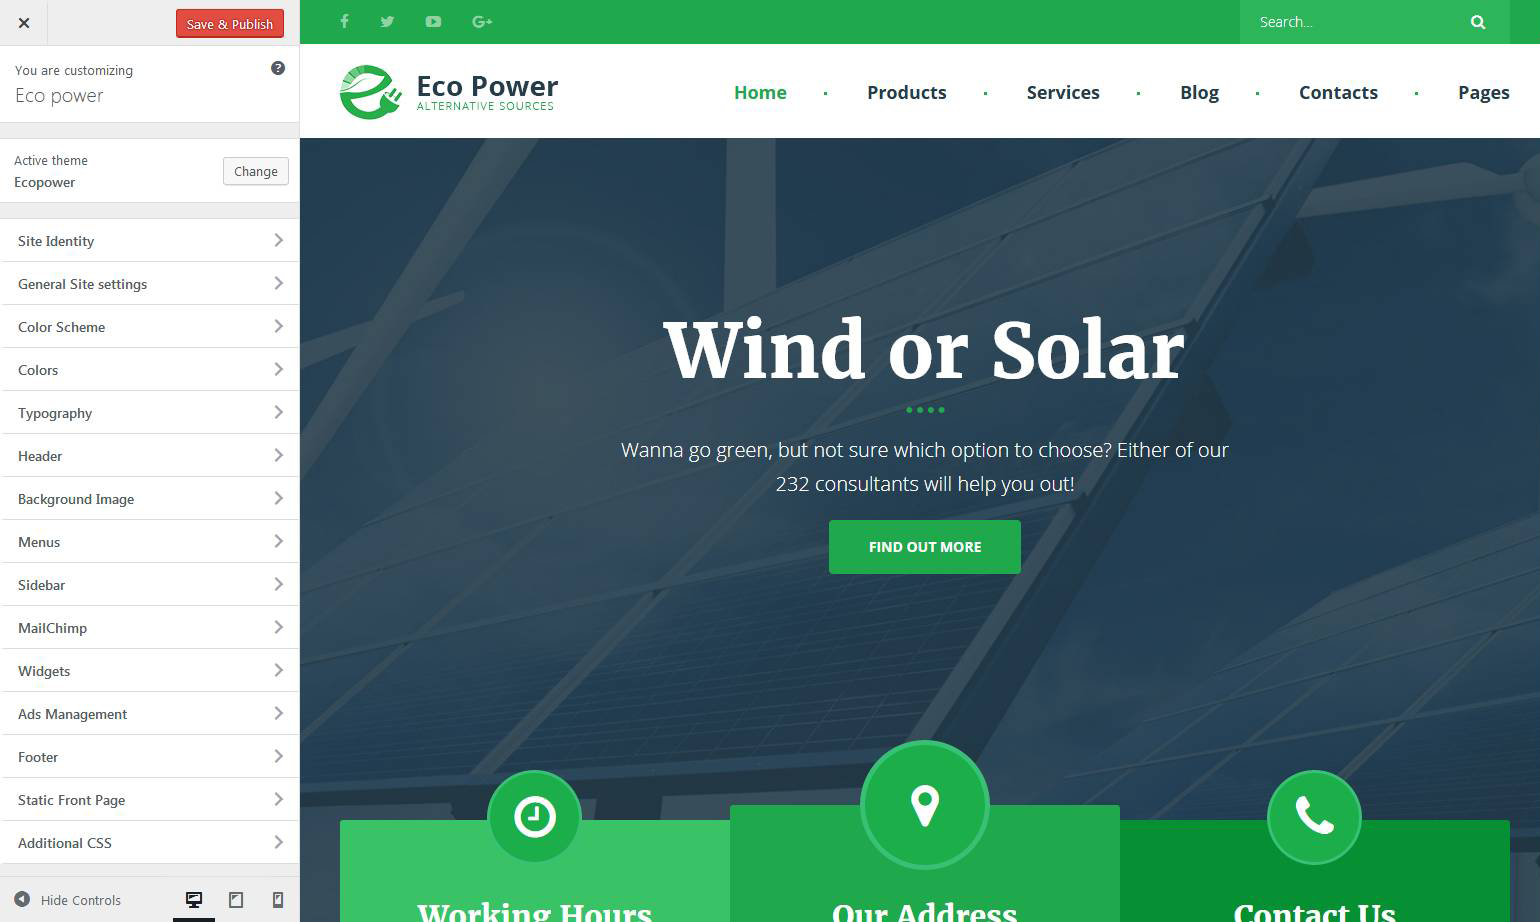 Save & Publish
You are customizing
Eco power
Active theme
Ecopower
Change
Site Identity
General Site settings
Color Scheme
Colors
Typography
Header
Background Image
Menus
Sidebar
MailChimp
Widgets
Ads Management
Footer
Static Front Page
Additional CSS
Hide Controls
Search...
Eco Power
ALTERNATIVE SOURCES
Home
Products
Services
Blog
Contacts
Pages
Wind or Solar
Wanna go green, but not sure which option to choose? Either of our
232 consultants will help you out!
FIND OUT MORE
Working Hours
Our Address
Contact Us